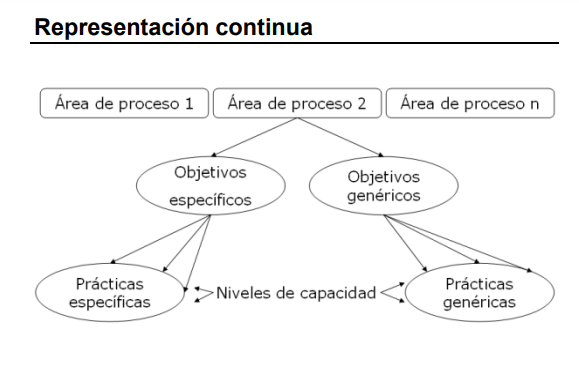 Representación continua
Área de proceso 1
Área de proceso 2
Área de proceso n
Objetivos
específicos
Objetivos
genéricos
Prácticas
específicas
Niveles de capacidad
Prácticas
genéricas